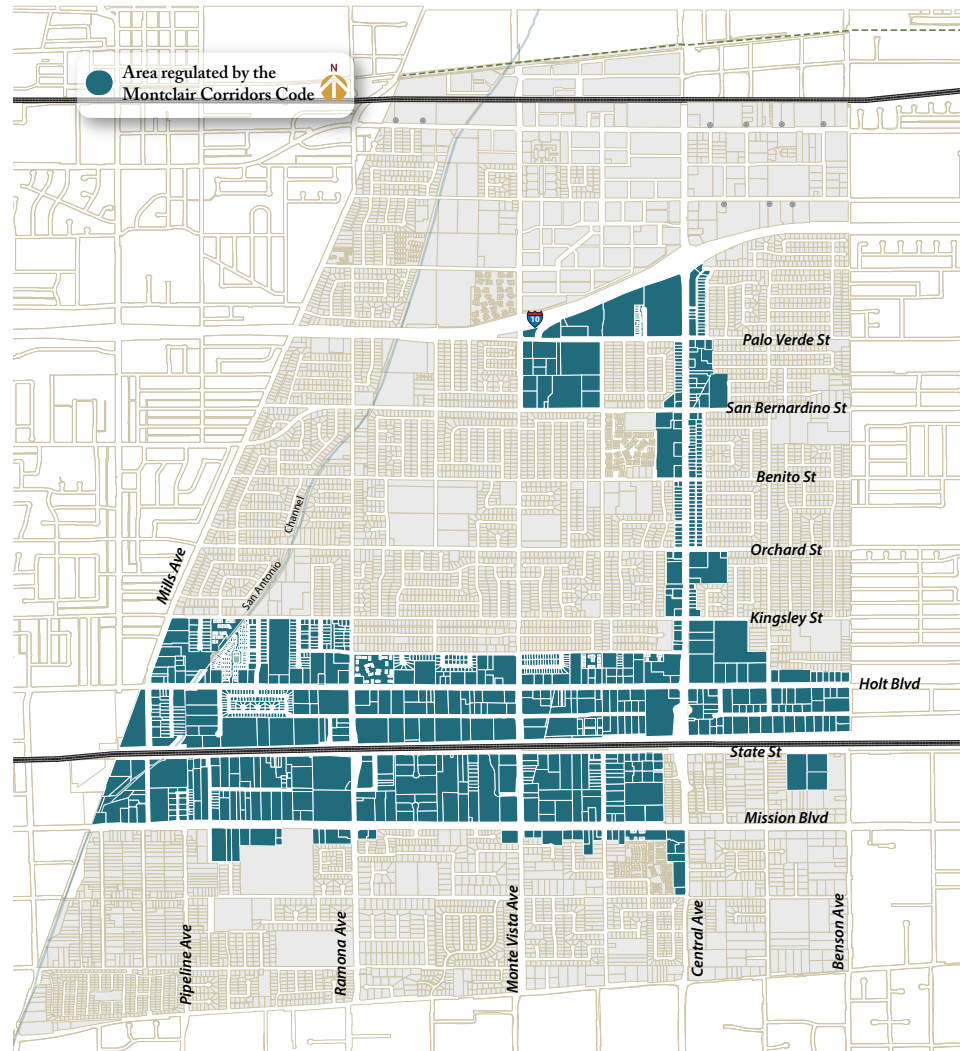 N
Area regulated by the
Montclair Corridors Code
10
Palo Verde St
San Bernardino St
Benito St
Channel
Orchard St
Mills Ave
San Antonio
Kingsley St
Holt Blvd
State St
Mission Blvd
Pipeline Ave
Ramona Ave
Monte Vista Ave
Central Ave
Benson Ave